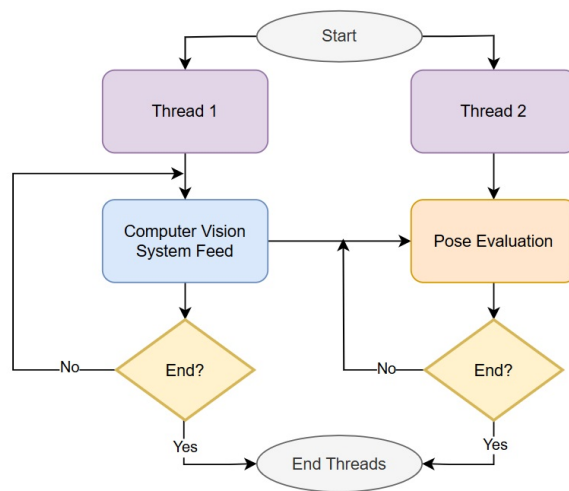 Start
Thread 1
Thread 2
Computer Vision
System Feed
Pose Evaluation
No
End?
No
End?
Yes
Yes
End Threads